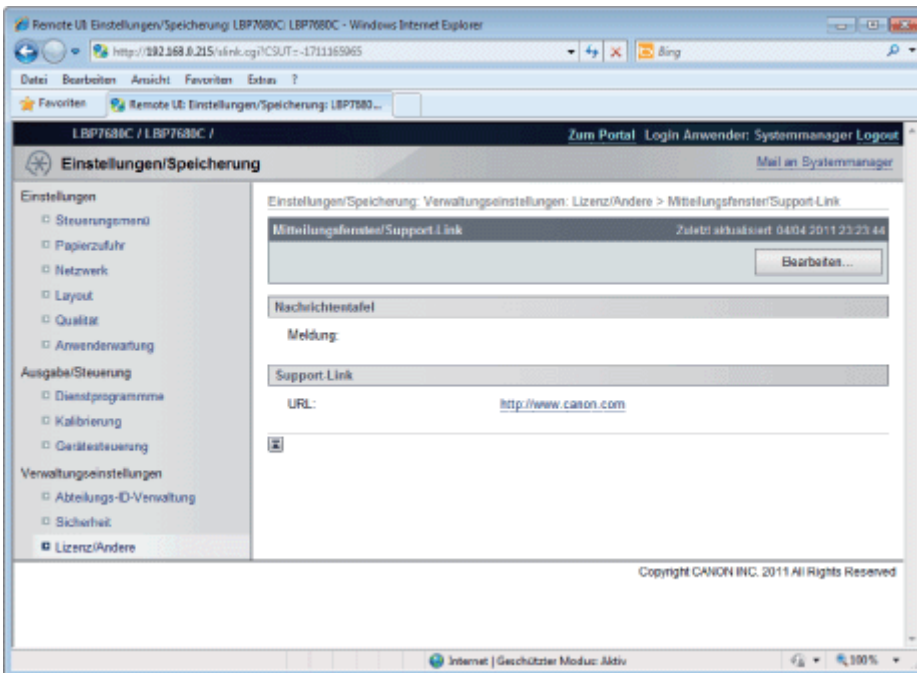 Remote UI: Einstellungen/Speicherung: LBP7680C: LBP7680C - Windows Internet Explorer
http://192.168.0.215/slink.cgi?CSUT=-1711165965
Bing
Datei Bearbeiten Ansicht Favoriten Extras ?
Favoriten Remote UI: Einstellungen/Speicherung: LBP7680...
LBP7680C / LBP7680C / Zum Portal Login Anwender: Systemmanager Logout
Einstellungen/Speicherung Mail an Systemmanager
Einstellungen
Steuerungsmenü
Papierzufuhr
Netzwerk
Layout
Qualität
Anwenderwartung
Ausgabe/Steuerung
Dienstprogrammme
Kalibrierung
Gerätesteuerung
Verwaltungseinstellungen
Abteilungs-ID-Verwaltung
Sicherheit
Lizenz/Andere
Einstellungen/Speicherung: Verwaltungseinstellungen: Lizenz/Andere > Mitteilungsfenster/Support-Link
Mitteilungsfenster/Support-Link Zuletzt aktualisiert: 04/04 2011 23:23:44
Bearbeiten...
Nachrichtentafel
Meldung:
Support-Link
URL: http://www.canon.com
Copyright CANON INC. 2011 All Rights Reserved
Internet | Geschützter Modus: Aktiv 100%